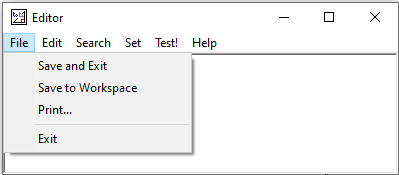 Editor
File Edit Search Set Test! Help
Save and Exit
Save to Workspace
Print...
Exit